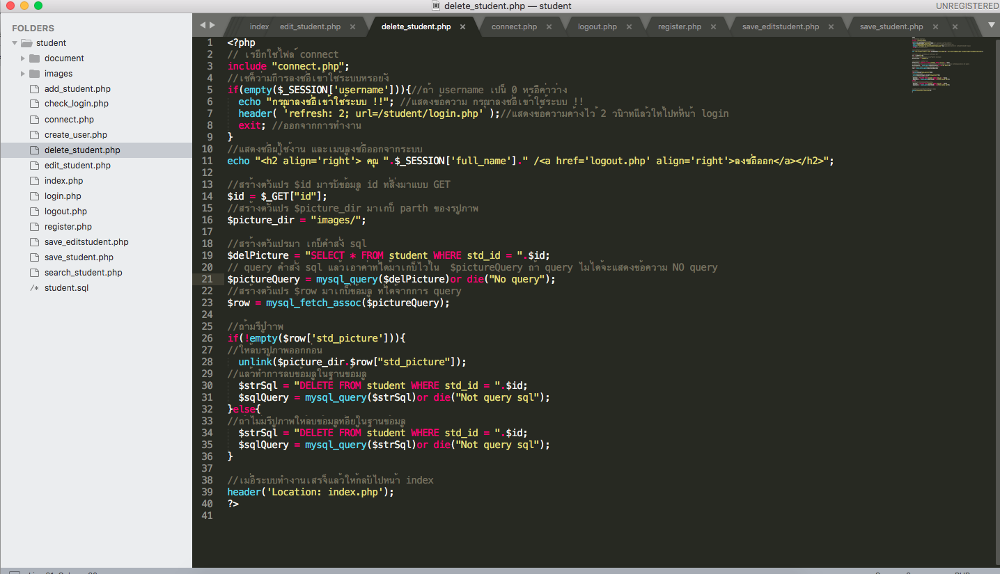 delete_student.php — student
UNREGISTERED
FOLDERS
student
document
images
add_student.php
check_login.php
connect.php
create_user.php
delete_student.php
edit_student.php
index.php
login.php
logout.php
register.php
save_editstudent.php
save_student.php
search_student.php
/* student.sql
index edit_student.php × delete_student.php × connect.php × logout.php × register.php × save_editstudent.php × save_student.php × ×
1 <?php
2 // เรียกใช้ไฟล์ connect
3 include "connect.php";
4 //เช็คว่ามีการลงชื่อเข้าใช้ระบบหรือยัง
5 if(empty($_SESSION['username'])){//ถ้า username เป็น 0 หรือค่าว่าง
6 echo "กรุณาลงชื่อเข้าใช้ระบบ !!"; //แสดงข้อความ กรุณาลงชื่อเข้าใช้ระบบ !!
7 header( 'refresh: 2; url=/student/login.php' );//แสดงข้อความค้างไว้ 2 วินาทีแล้วให้ไปที่หน้า login
8 exit; //ออกจากการทำงาน
9 }
10 //แสดงชื่อผู้ใช้งาน และเมนูลงชื่อออกจากระบบ
11 echo "<h2 align='right'> คุณ ".$_SESSION['full_name']." /<a href='logout.php' align='right'>ลงชื่อออก</a></h2>";
12
13 //สร้างตัวแปร $id มารับข้อมูล id ที่ส่งมาแบบ GET
14 $id = $_GET["id"];
15 //สร้างตัวแปร $picture_dir มาเก็บ parth ของรูปภาพ
16 $picture_dir = "images/";
17
18 //สร้างตัวแปรมา เก็บคำสั่ง sql
19 $delPicture = "SELECT * FROM student WHERE std_id = ".$id;
20 // query คำสั่ง sql แล้วเอาค่าที่ได้มาเก็บไว้ใน $pictureQuery ถ้า query ไม่ได้จะแสดงข้อความ NO query
21 $pictureQuery = mysql_query($delPicture)or die("No query");
22 //สร้างตัวแปร $row มาเก็บข้อมูล ที่ได้จากการ query
23 $row = mysql_fetch_assoc($pictureQuery);
24
25 //ถ้ามีรูปาาพ
26 if(!empty($row['std_picture'])){
27 //ให้ลบรูปภาพออกก่อน
28 unlink($picture_dir.$row["std_picture"]);
29 //แล้วทำการลบข้อมูลในฐานข้อมูล
30 $strSql = "DELETE FROM student WHERE std_id = ".$id;
31 $sqlQuery = mysql_query($strSql)or die("Not query sql");
32 }else{
33 //ถ้าไม่มีรูปภาพให้ลบข้อมูลที่อยู่ในฐานข้อมูล
34 $strSql = "DELETE FROM student WHERE std_id = ".$id;
35 $sqlQuery = mysql_query($strSql)or die("Not query sql");
36 }
37
38 //เมื่อระบบทำงานเสร็จแล้วให้กลับไปหน้า index
39 header('Location: index.php');
40 ?>
41